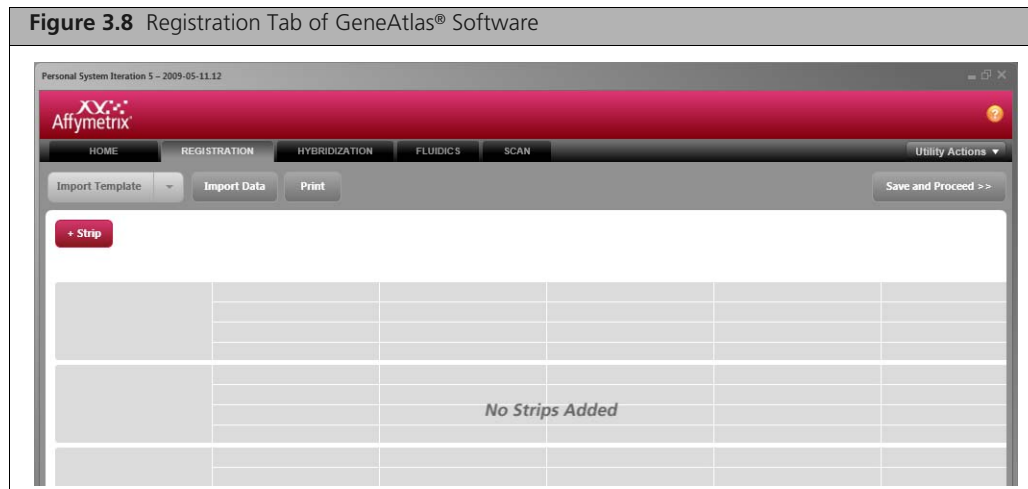 Figure 3.8 Registration Tab of GeneAtlas® Software
Personal System Iteration 5 – 2009-05-11.12
Affymetrix
?
HOME REGISTRATION HYBRIDIZATION FLUIDICS SCAN Utility Actions ▼
Import Template Import Data Print Save and Proceed >>
+ Strip
No Strips Added